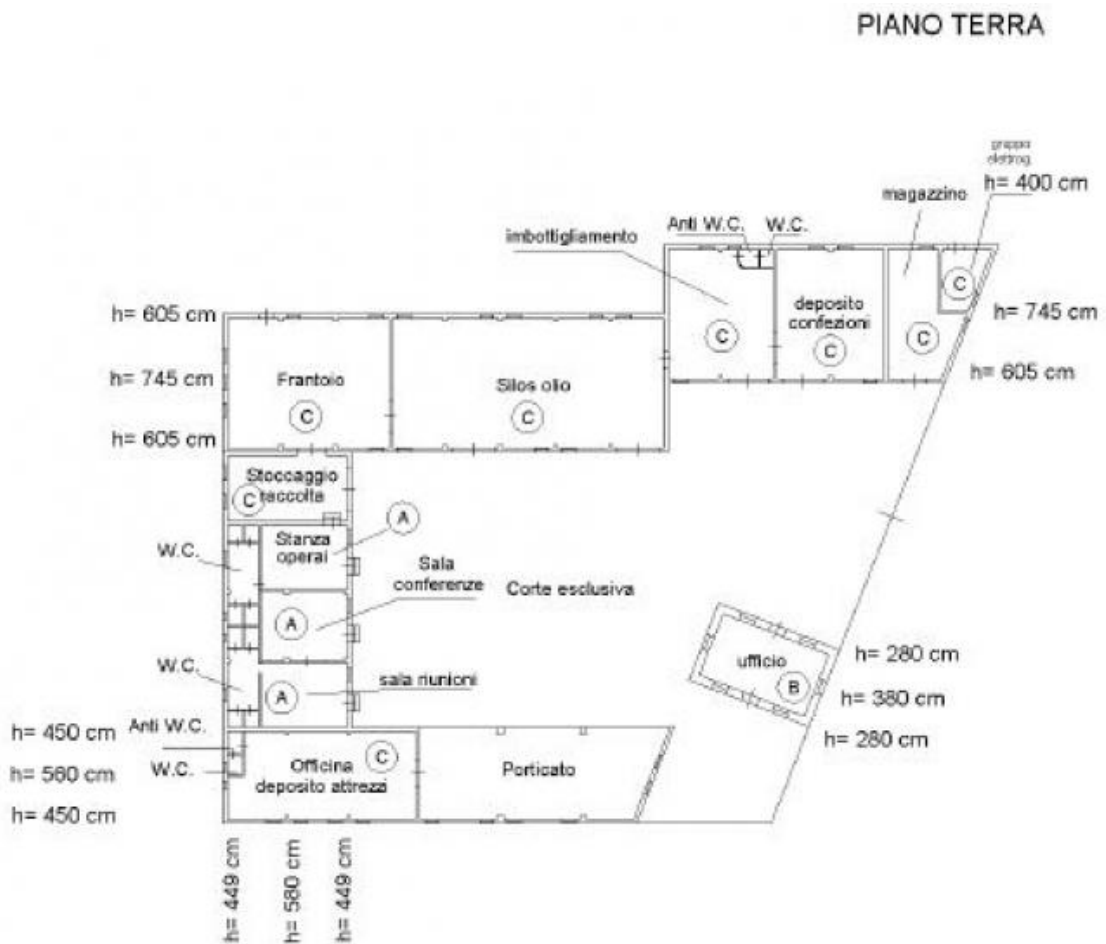 PIANO TERRA
gruppo
elettrog.
h= 400 cm
magazzino
Anti W.C.
W.C.
imbottigliamento
C
deposito
confezioni
C
C
C
h= 745 cm
h= 605 cm
h= 605 cm
h= 745 cm
h= 605 cm
Frantoio
C
Silos olio
C
Stoccaggio
raccolta
C
A
Stanza
operai
W.C.
Sala
conferenze
Corte esclusiva
A
W.C.
sala riunioni
A
ufficio
B
h= 280 cm
h= 380 cm
h= 280 cm
h= 450 cm
h= 560 cm
h= 450 cm
Anti W.C.
W.C.
Officina
deposito attrezzi
C
Porticato
h= 449 cm
h= 580 cm
h= 449 cm